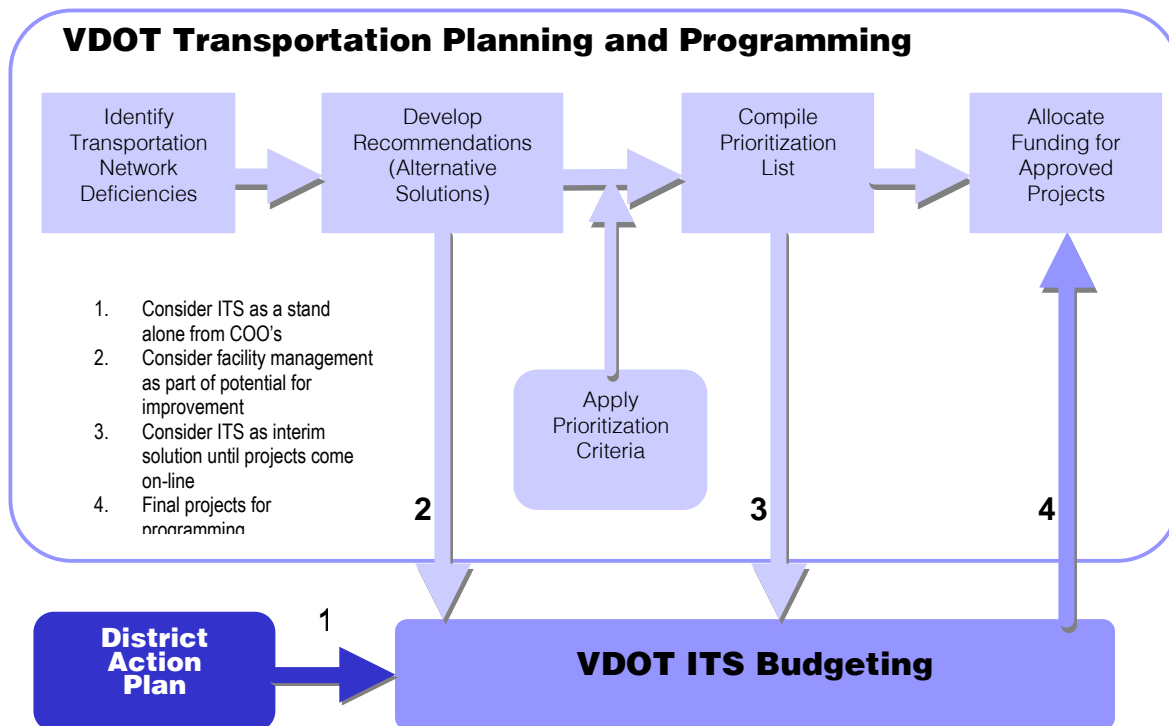 VDOT Transportation Planning and Programming
Identify
Transportation
Network
Deficiencies
Develop
Recommendations
(Alternative
Solutions)
Compile
Prioritization
List
Allocate
Funding for
Approved
Projects
1. Consider ITS as a stand
alone from COO’s
2. Consider facility management
as part of potential for
improvement
3. Consider ITS as interim
solution until projects come
on-line
4. Final projects for
programming
Apply
Prioritization
Criteria
2
3
4
1
District
Action
Plan
VDOT ITS Budgeting